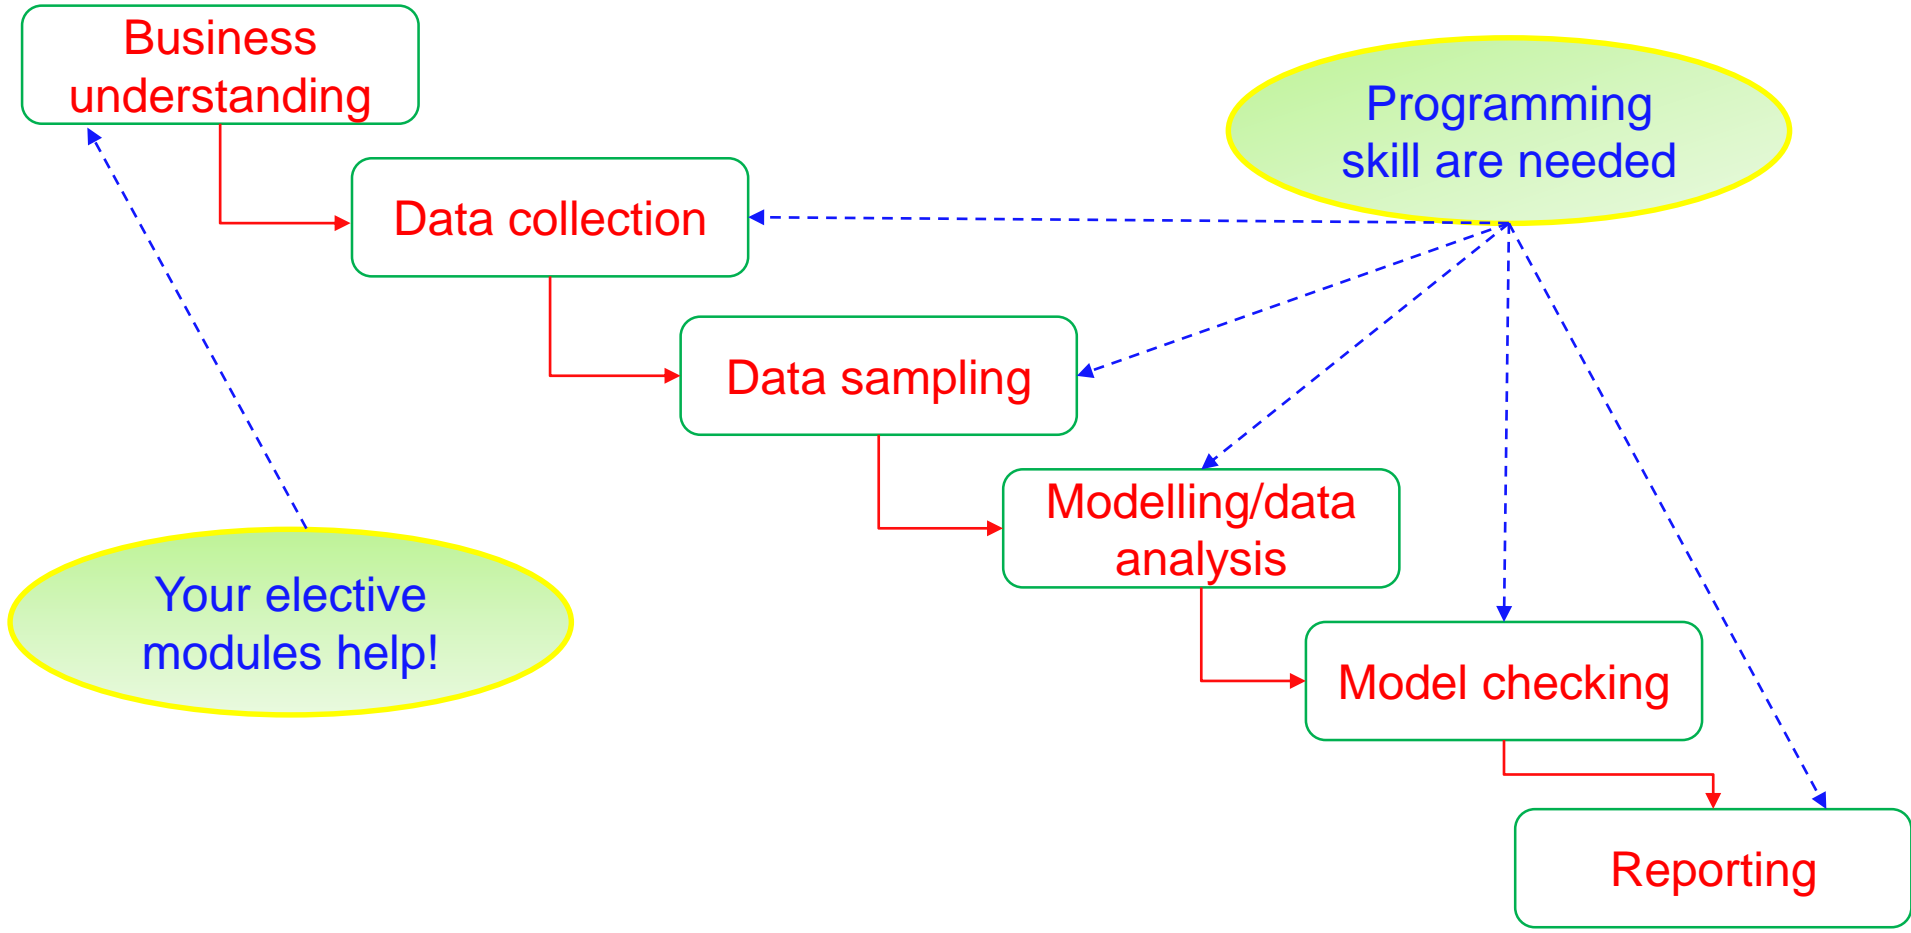 Business
understanding
Data collection
Data sampling
Modelling/data
analysis
Model checking
Reporting
Programming
skill are needed
Your elective
modules help!